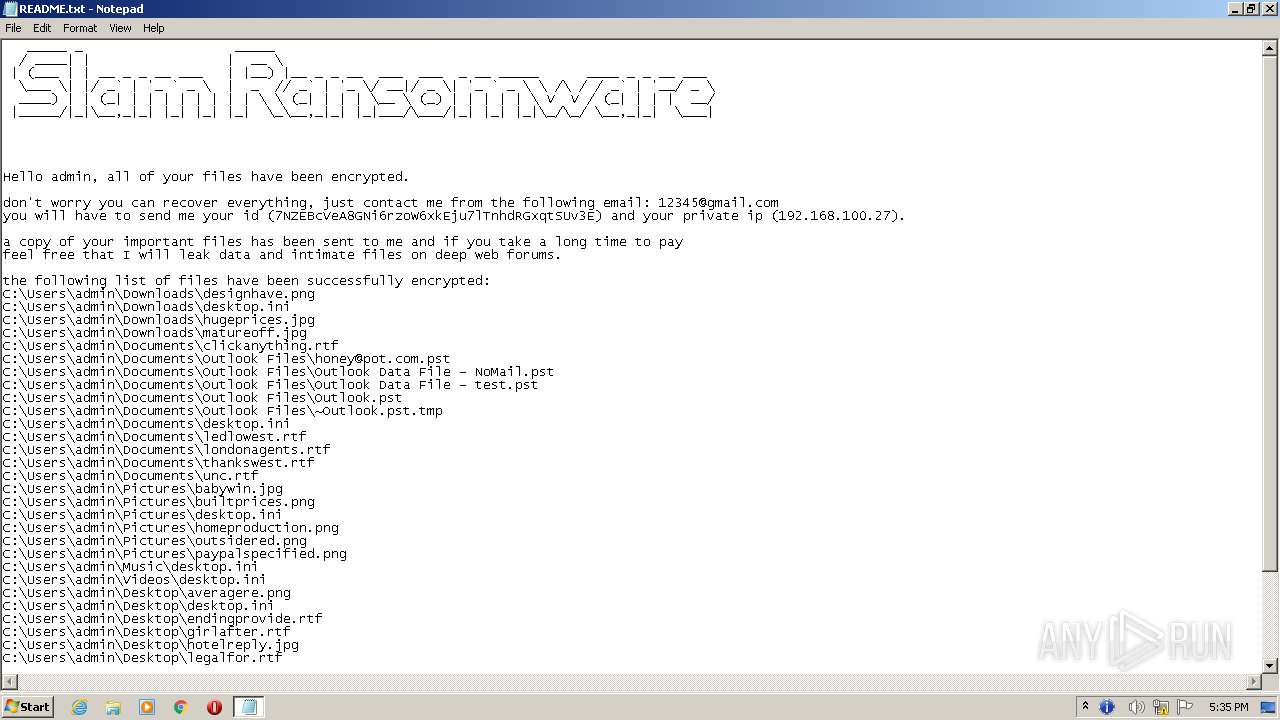 README.txt - Notepad
File Edit Format View Help
Slam Ransomware
Hello admin, all of your files have been encrypted.
don't worry you can recover everything, just contact me from the following email: 12345@gmail.com
you will have to send me your id (7NZEBcVeA8GNi6rzoW6xkEju7lTnhdRGxqtSUv3E) and your private ip (192.168.100.27).
a copy of your important files has been sent to me and if you take a long time to pay
feel free that I will leak data and intimate files on deep web forums.
the following list of files have been successfully encrypted:
C:\Users\admin\Downloads\designhave.png
C:\Users\admin\Downloads\desktop.ini
C:\Users\admin\Downloads\hugeprices.jpg
C:\Users\admin\Downloads\matureoff.jpg
C:\Users\admin\Documents\clickanything.rtf
C:\Users\admin\Documents\Outlook Files\honey@pot.com.pst
C:\Users\admin\Documents\Outlook Files\Outlook Data File - NoMail.pst
C:\Users\admin\Documents\Outlook Files\Outlook Data File - test.pst
C:\Users\admin\Documents\Outlook Files\Outlook.pst
C:\Users\admin\Documents\Outlook Files\~Outlook.pst.tmp
C:\Users\admin\Documents\desktop.ini
C:\Users\admin\Documents\ledlowest.rtf
C:\Users\admin\Documents\londonagents.rtf
C:\Users\admin\Documents\thankswest.rtf
C:\Users\admin\Documents\unc.rtf
C:\Users\admin\Pictures\babywin.jpg
C:\Users\admin\Pictures\builtprices.png
C:\Users\admin\Pictures\desktop.ini
C:\Users\admin\Pictures\homeproduction.png
C:\Users\admin\Pictures\outsidered.png
C:\Users\admin\Pictures\paypalspecified.png
C:\Users\admin\Music\desktop.ini
C:\Users\admin\Videos\desktop.ini
C:\Users\admin\Desktop\averagere.png
C:\Users\admin\Desktop\desktop.ini
C:\Users\admin\Desktop\endingprovide.rtf
C:\Users\admin\Desktop\girlafter.rtf
C:\Users\admin\Desktop\hotelreply.jpg
C:\Users\admin\Desktop\legalfor.rtf
ANY RUN
Start
5:35 PM